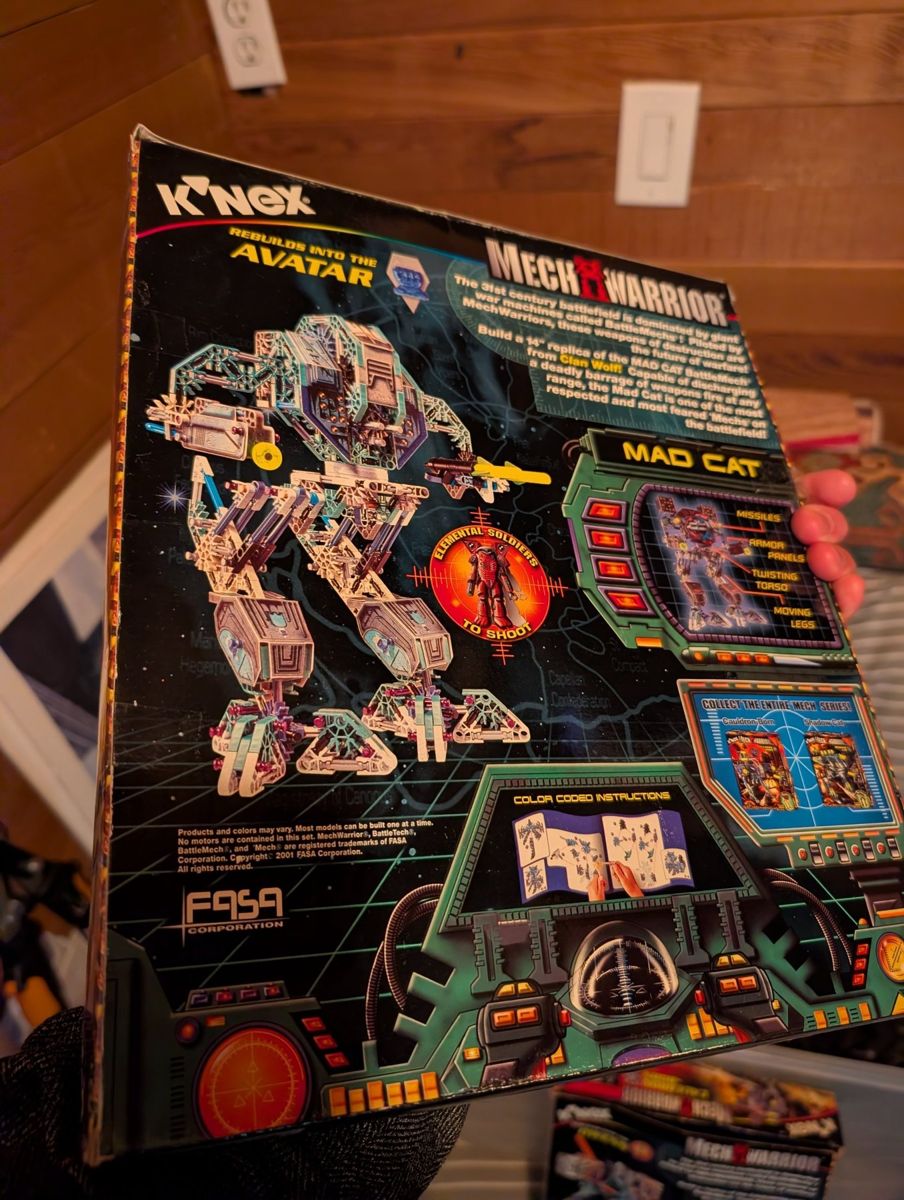 K'NEX
REBUILDS INTO THE
AVATAR
MECHWARRIOR®
The 31st century battlefield is dominated by giant
war machines called BattleMechs! Piloted by
MechWarriors, these weapons of destruction are
the future of warfare!
Build a 14" replica of the MAD CAT BattleMech
from Clan Wolf! Capable of discharging
a deadly barrage of weapons fire at any
range, the Mad Cat is one of the most
respected and most feared 'Mechs on
the battlefield!
MAD CAT
MISSILES
ARMOR
PANELS
TWISTING
TORSO
MOVING
LEGS
ELEMENTAL SOLDIERS
TO SHOOT
Capellan
Confederation
COLLECT THE ENTIRE MECH SERIES!
Cauldron-Born
Shadow Cat
COLOR CODED INSTRUCTIONS
Products and colors may vary. Most models can be built one at a time.
No motors are contained in this set. MechWarrior®, BattleTech®,
BattleMech®, and 'Mech® are registered trademarks of FASA
Corporation. Copyright© 2001 FASA Corporation.
All rights reserved.
FASA
CORPORATION
K'NEX
MECHWARRIOR